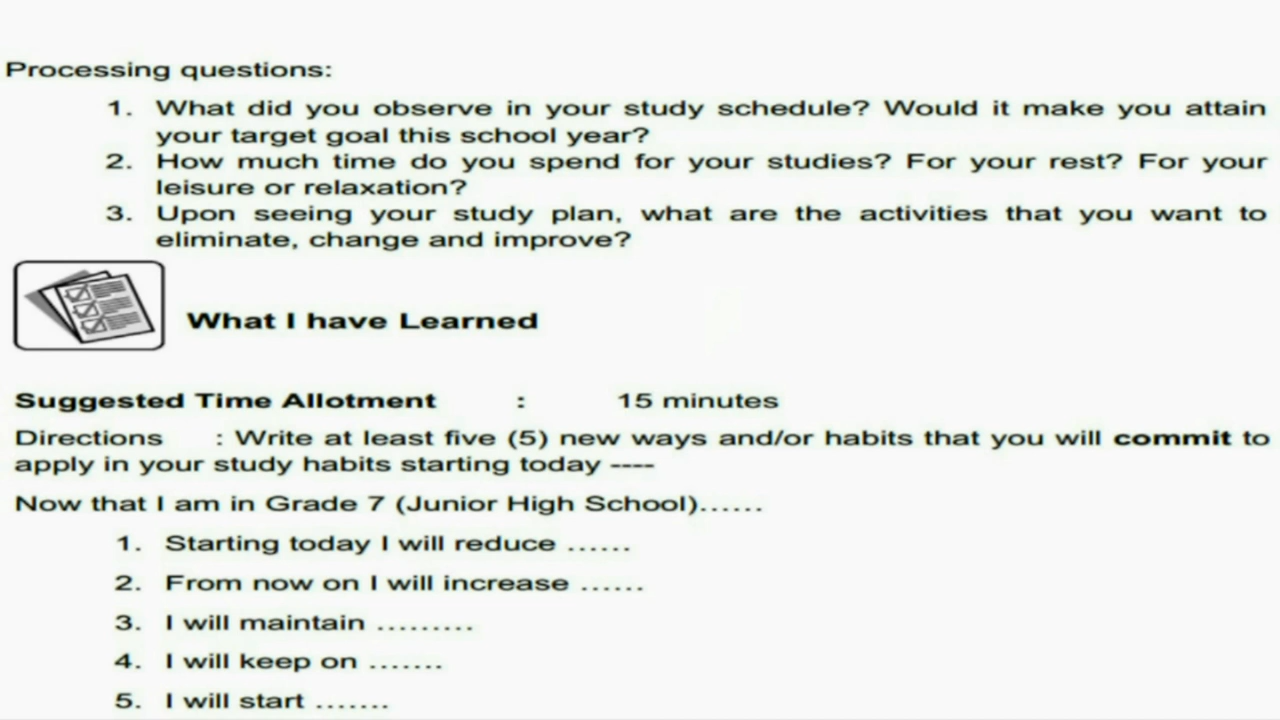 Processing questions:
1. What did you observe in your study schedule? Would it make you attain
your target goal this school year?
2. How much time do you spend for your studies? For your rest? For your
leisure or relaxation?
3. Upon seeing your study plan, what are the activities that you want to
eliminate, change and improve?
What I have Learned
Suggested Time Allotment : 15 minutes
Directions : Write at least five (5) new ways and/or habits that you will commit to
apply in your study habits starting today ----
Now that I am in Grade 7 (Junior High School)......
1. Starting today I will reduce ......
2. From now on I will increase ......
3. I will maintain .........
4. I will keep on .......
5. I will start .......